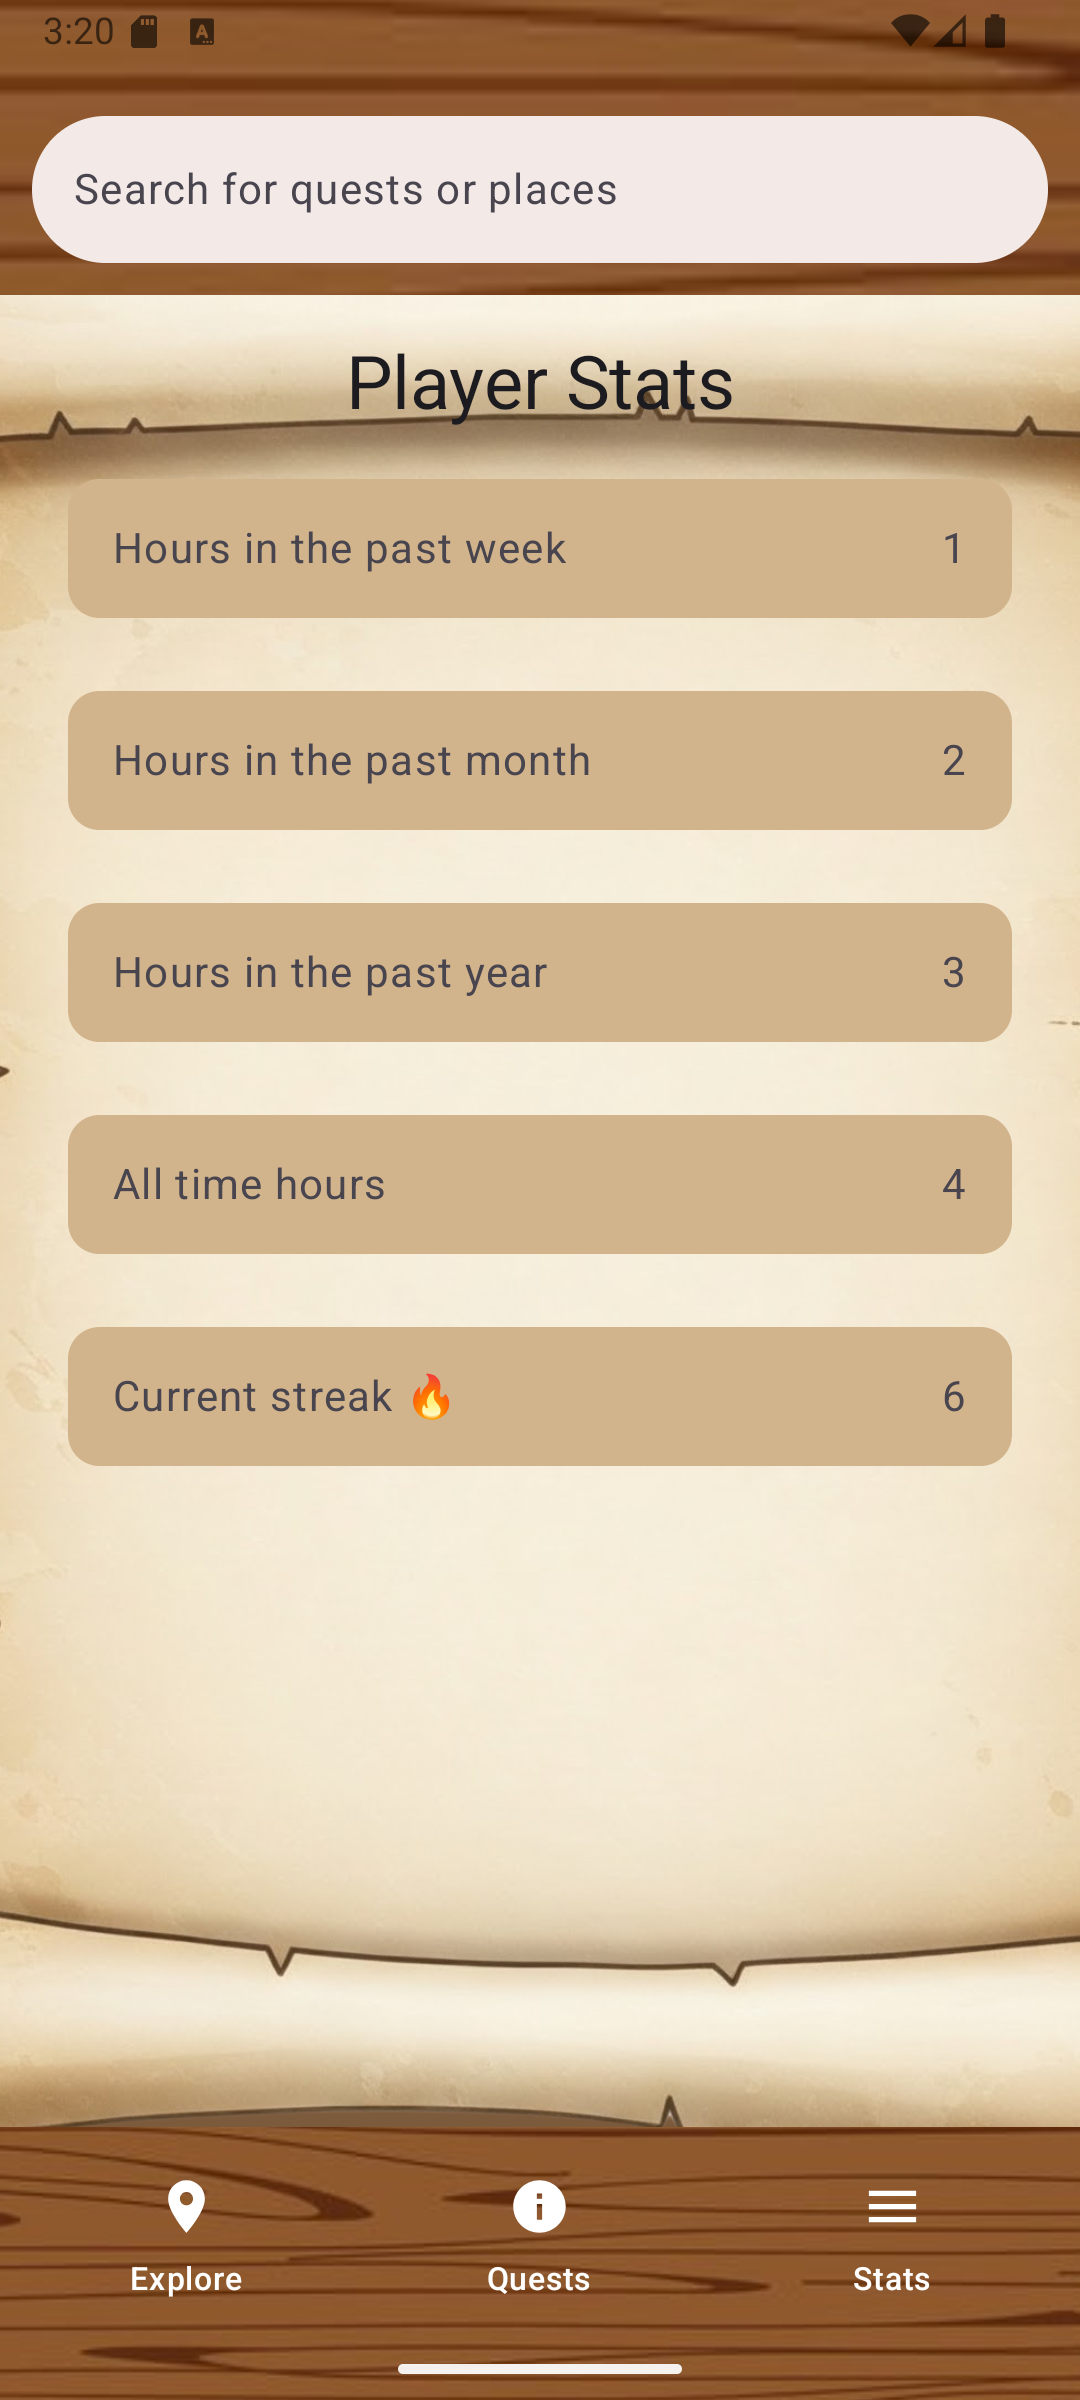 3:20
Search for quests or places
Player Stats
Hours in the past week 1
Hours in the past month 2
Hours in the past year 3
All time hours 4
Current streak 🔥 6
Explore Quests Stats